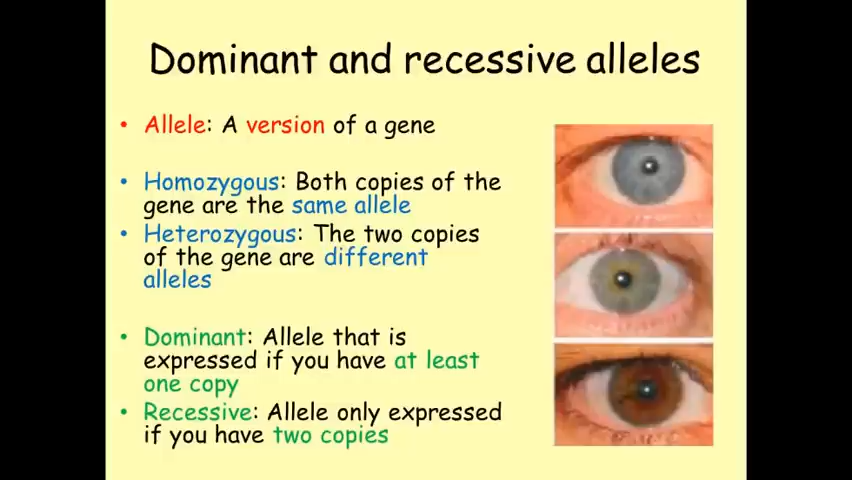 Dominant and recessive alleles
• Allele: A version of a gene
• Homozygous: Both copies of the
gene are the same allele
• Heterozygous: The two copies
of the gene are different
alleles
• Dominant: Allele that is
expressed if you have at least
one copy
• Recessive: Allele only expressed
if you have two copies